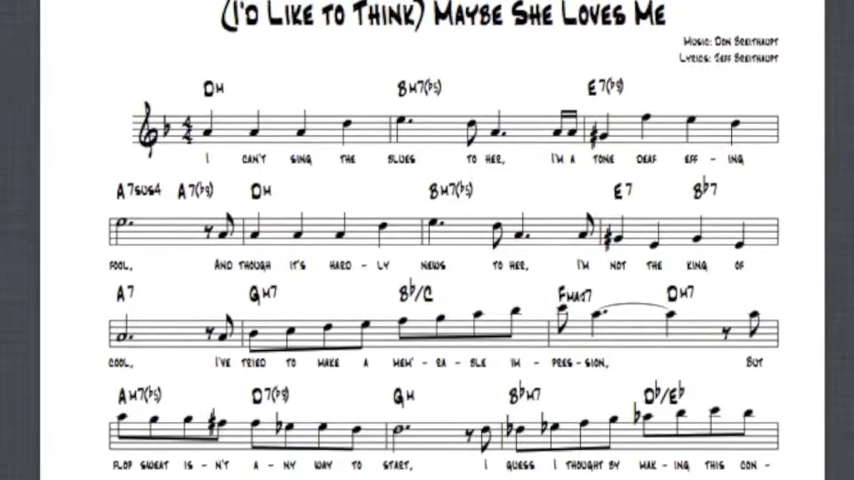 (I'd Like to Think) Maybe She Loves Me
Music: Don Breithaupt
Lyrics: Jeff Breithaupt
Dm Bm7(b5) E7(b9)
4/4
I can't sing the blues to her, I'm a tone deaf eff - ing
A7sus4 A7(b5) Dm Bm7(b5) E7 Bb7
fool, And though it's hard - ly news to her, I'm not the king of
A7 Gm7 Bb/C Fmaj7 Dm7
cool, I've tried to make a mem' - ra - ble im - pres - sion, But
Am7(b5) D7(b9) Gm Bbm7 Db/Eb
flop sweat is - n't a - ny way to start, I guess I thought by mak - ing this con -